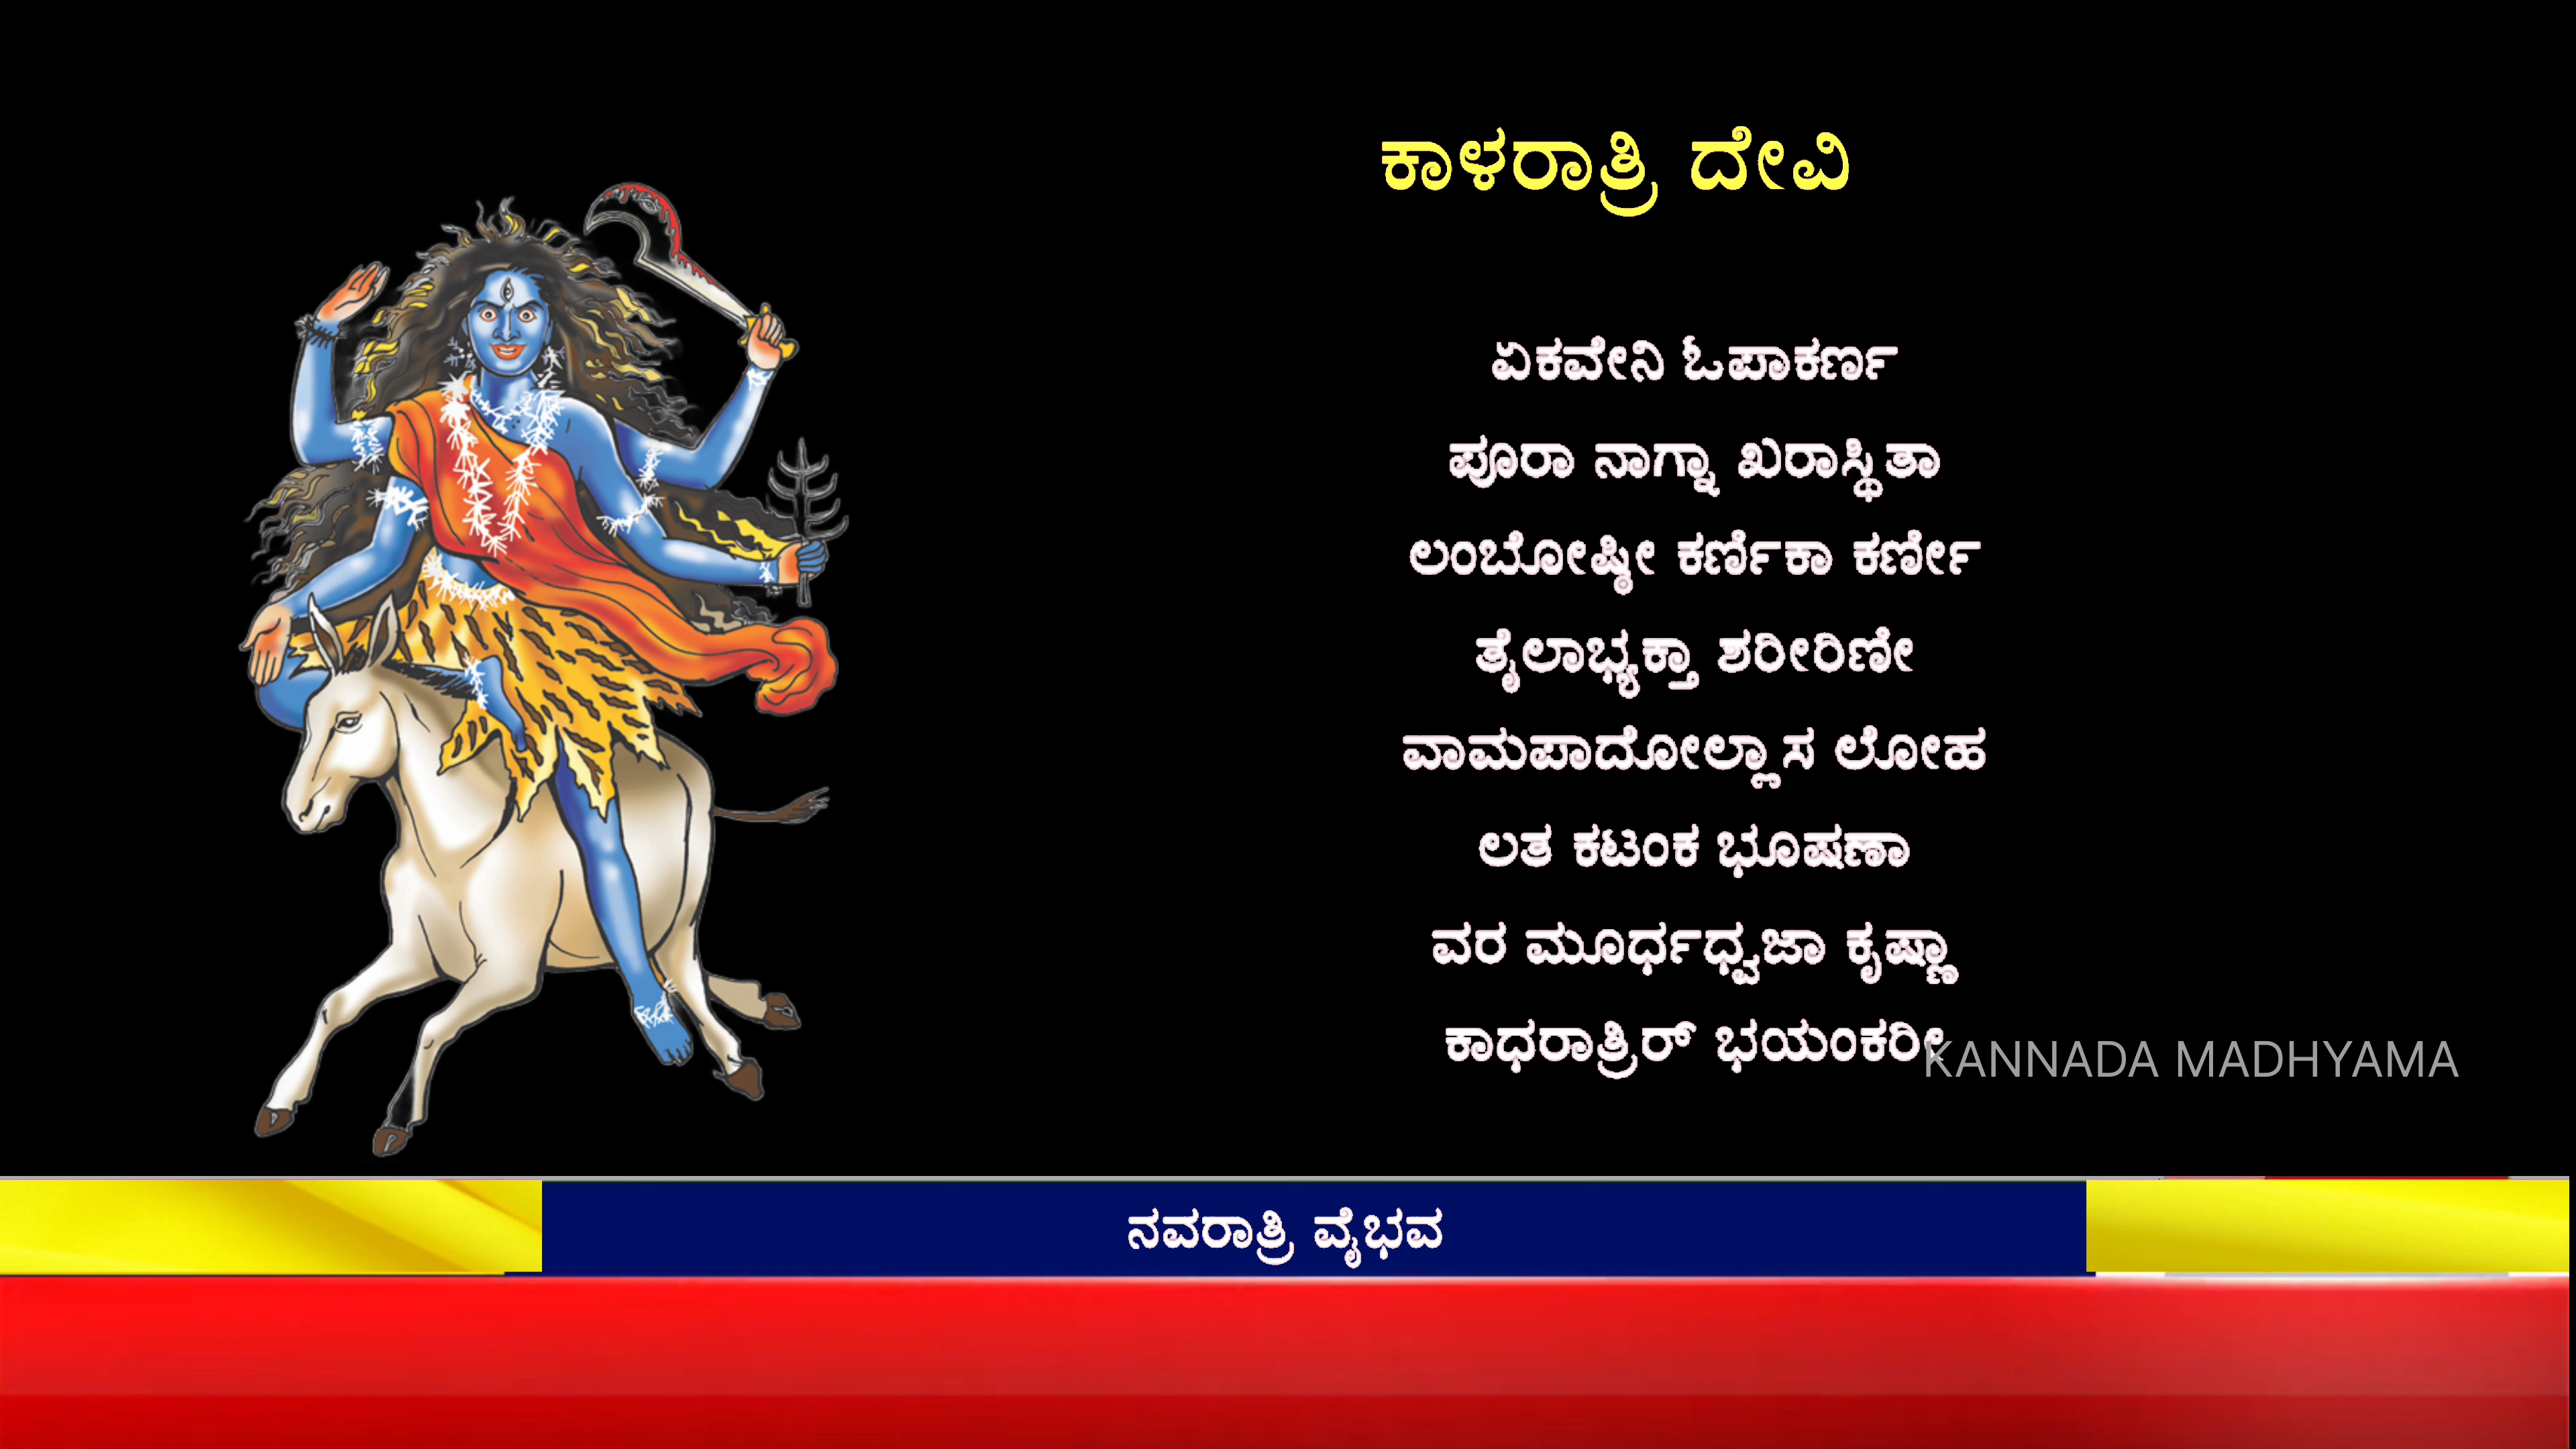 ಕಾಳರಾತ್ರಿ ದೇವಿ
ಏಕವೇನಿ ಓಪಾಕರ್ಣ
ಪೂರಾ ನಾಗ್ನಾ ಖರಾಸ್ಥಿತಾ
ಲಂಬೋಷ್ಠೀ ಕರ್ಣಿಕಾ ಕರ್ಣೀ
ತೈಲಾಭ್ಯಕ್ತಾ ಶರೀರಿಣೀ
ವಾಮಪಾದೋಲ್ಲಾಸ ಲೋಹ
ಲತ ಕಟಂಕ ಭೂಷಣಾ
ವರ ಮೂರ್ಧಧ್ವಜಾ ಕೃಷ್ಣಾ
ಕಾಧರಾತ್ರಿರ್ ಭಯಂಕರೀ
KANNADA MADHYAMA
ನವರಾತ್ರಿ ವೈಭವ